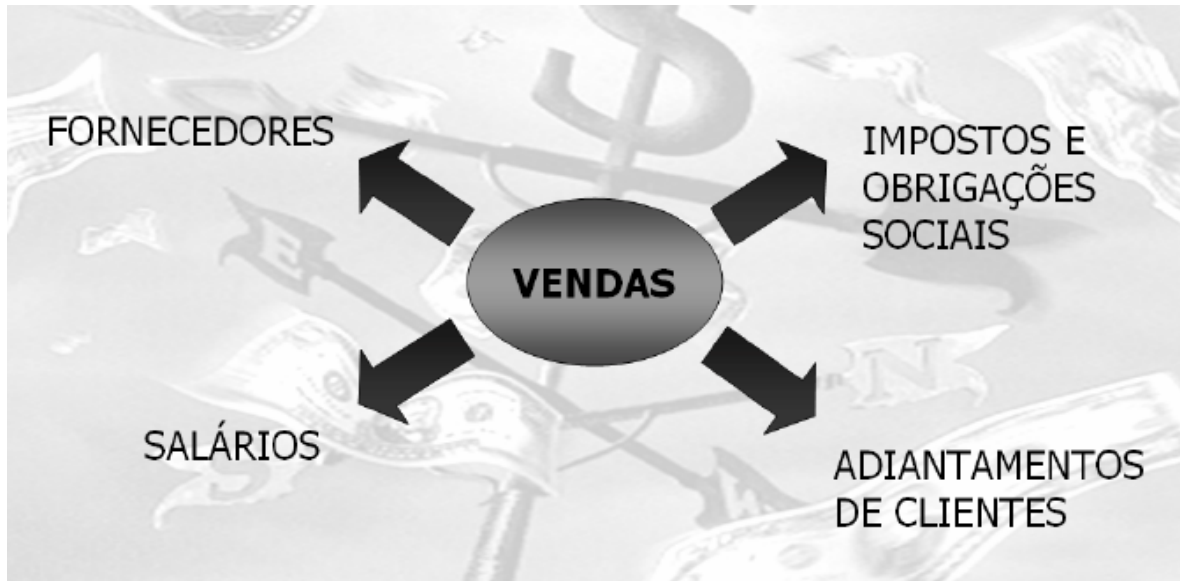 FORNECEDORES
IMPOSTOS E
OBRIGAÇÕES
SOCIAIS
VENDAS
SALÁRIOS
ADIANTAMENTOS
DE CLIENTES
$
E
N
S
W